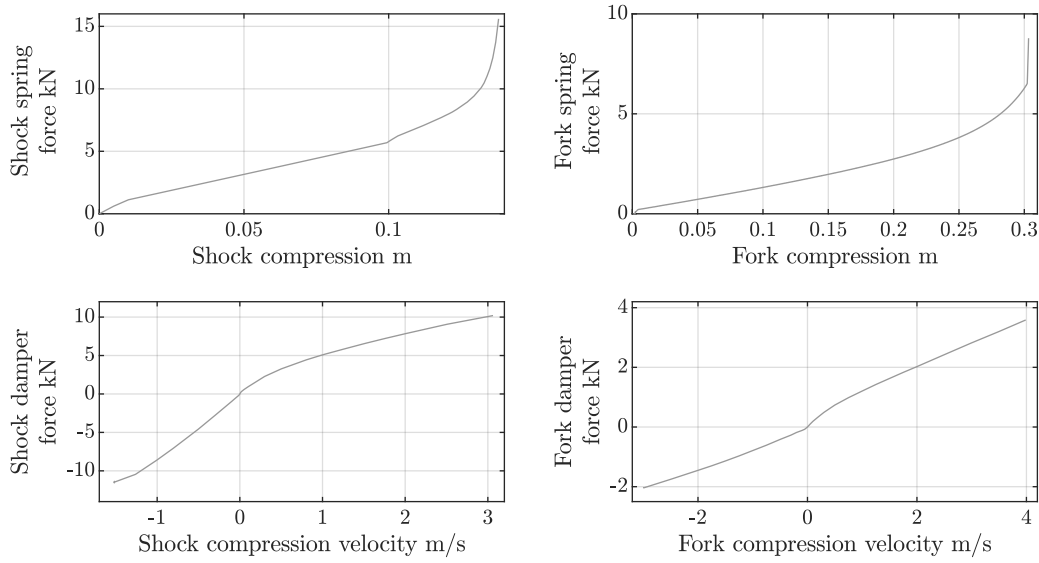 15
10
5
0
0
0.05
0.1
Shock spring
force kN
Shock compression m
10
5
0
0
0.05
0.1
0.15
0.2
0.25
0.3
Fork spring
force kN
Fork compression m
10
5
0
-5
-10
-1
0
1
2
3
Shock damper
force kN
Shock compression velocity m/s
4
2
0
-2
-2
0
2
4
Fork damper
force kN
Fork compression velocity m/s